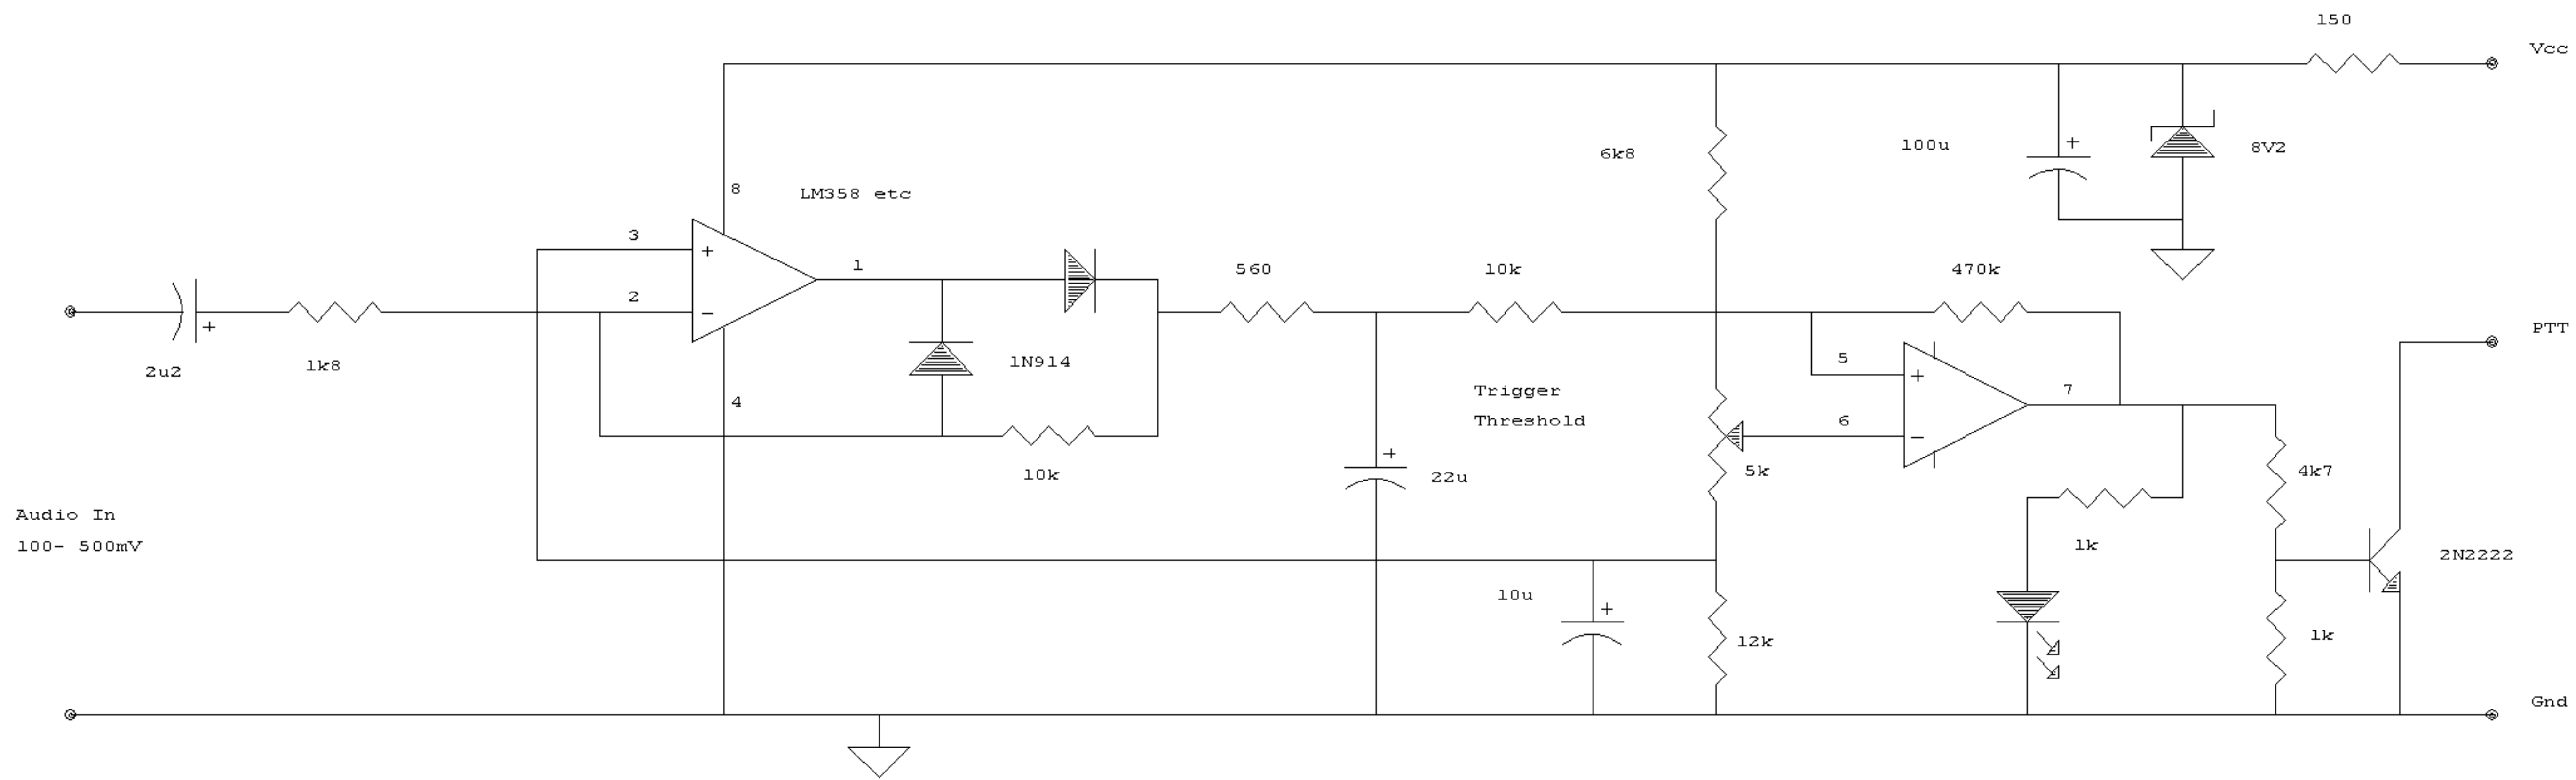 150
Vcc
6k8
100u
+
8V2
8
LM358 etc
3
+
1
560
10k
470k
2
−
+
2u2
1k8
1N914
PTT
5
+
7
4
Trigger
Threshold
6
−
+
10k
22u
5k
4k7
Audio In
100- 500mV
1k
2N2222
10u
+
12k
1k
Gnd